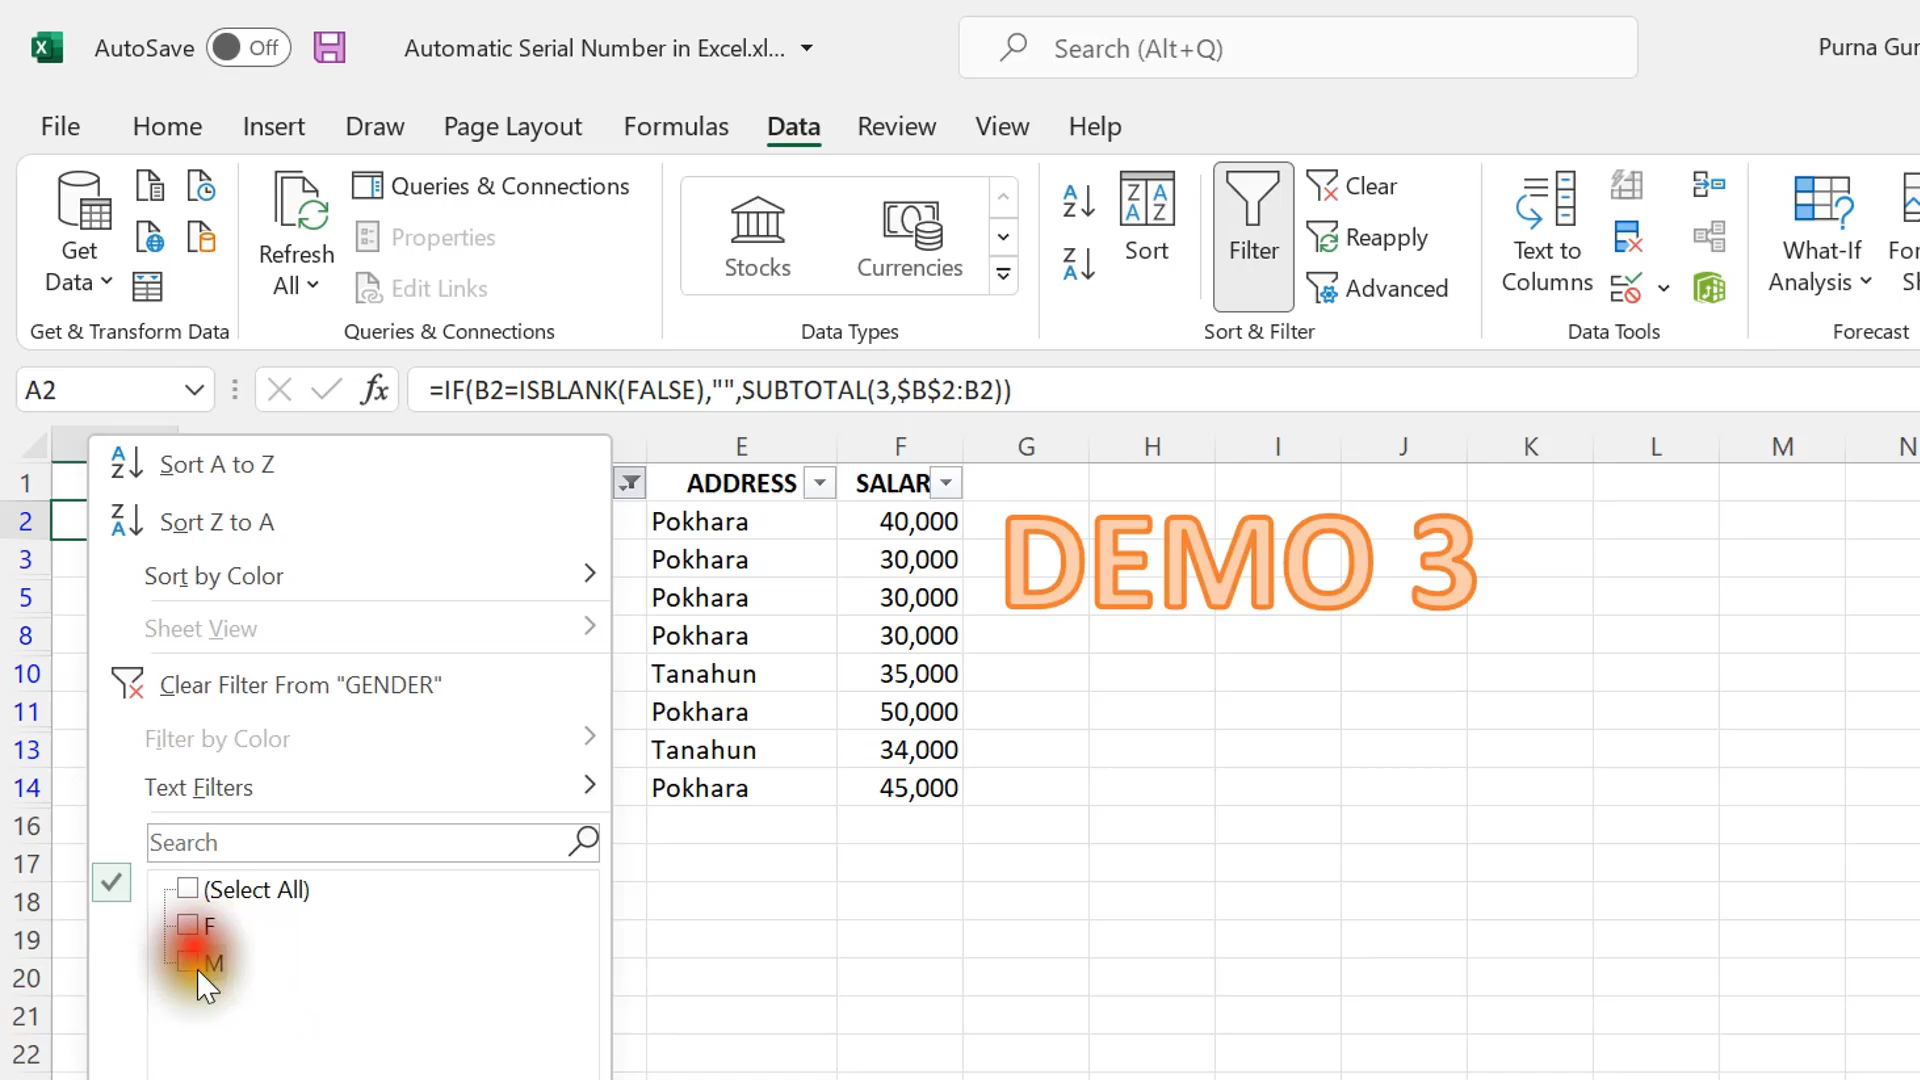 AutoSave Off Automatic Serial Number in Excel.xl... Search (Alt+Q) Purna Gur
File Home Insert Draw Page Layout Formulas Data Review View Help
Get Data
Refresh All
Queries & Connections
Properties
Edit Links
Stocks
Currencies
Sort
Filter
Clear
Reapply
Advanced
Text to Columns
What-If Analysis
For
Sh
Get & Transform Data Queries & Connections Data Types Sort & Filter Data Tools Forecast
A2 fx =IF(B2=ISBLANK(FALSE),"",SUBTOTAL(3,$B$2:B2))
E F G H I J K L M N
1 ADDRESS SALAR
2 Pokhara 40,000
3 Pokhara 30,000
5 Pokhara 30,000
8 Pokhara 30,000
10 Tanahun 35,000
11 Pokhara 50,000
13 Tanahun 34,000
14 Pokhara 45,000
16
17
18
19
20
21
22
DEMO 3
Sort A to Z
Sort Z to A
Sort by Color
Sheet View
Clear Filter From "GENDER"
Filter by Color
Text Filters
Search
(Select All)
F
M